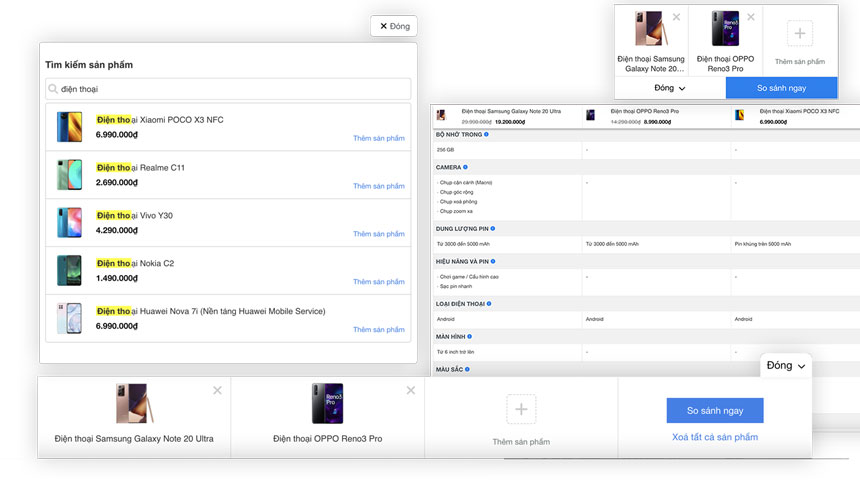 Đóng
Tìm kiếm sản phẩm
điện thoại
Điện thoại Xiaomi POCO X3 NFC
6.990.000₫
Thêm sản phẩm
Điện thoại Realme C11
2.690.000₫
Thêm sản phẩm
Điện thoại Vivo Y30
4.290.000₫
Thêm sản phẩm
Điện thoại Nokia C2
1.490.000₫
Thêm sản phẩm
Điện thoại Huawei Nova 7i (Nền tảng Huawei Mobile Service)
6.990.000₫
Thêm sản phẩm
Điện thoại Samsung
Galaxy Note 20...
Điện thoại OPPO
Reno3 Pro
Thêm sản phẩm
Đóng
So sánh ngay
Điện thoại Samsung Galaxy Note 20 Ultra
29.990.000₫ 19.200.000₫
Điện thoại OPPO Reno3 Pro
14.250.000₫ 8.990.000₫
Điện thoại Xiaomi POCO X3 NFC
6.990.000₫
BỘ NHỚ TRONG
256 GB
-
-
CAMERA
- Chụp cận cảnh (Macro)
- Chụp góc rộng
- Chụp xoá phông
- Chụp zoom xa
-
-
DUNG LƯỢNG PIN
Từ 3000 đến 5000 mAh
Từ 3000 đến 5000 mAh
Pin khủng trên 5000 mAh
HIỆU NĂNG VÀ PIN
- Chơi game / Cấu hình cao
- Sạc pin nhanh
-
-
LOẠI ĐIỆN THOẠI
Android
Android
Android
MÀN HÌNH
Từ 6 inch trở lên
-
-
MÀU SẮC
Đóng
Reno3
Pro
Điện thoại Samsung Galaxy Note 20 Ultra
Reno3
Pro
Điện thoại OPPO Reno3 Pro
Thêm sản phẩm
So sánh ngay
Xoá tất cả sản phẩm